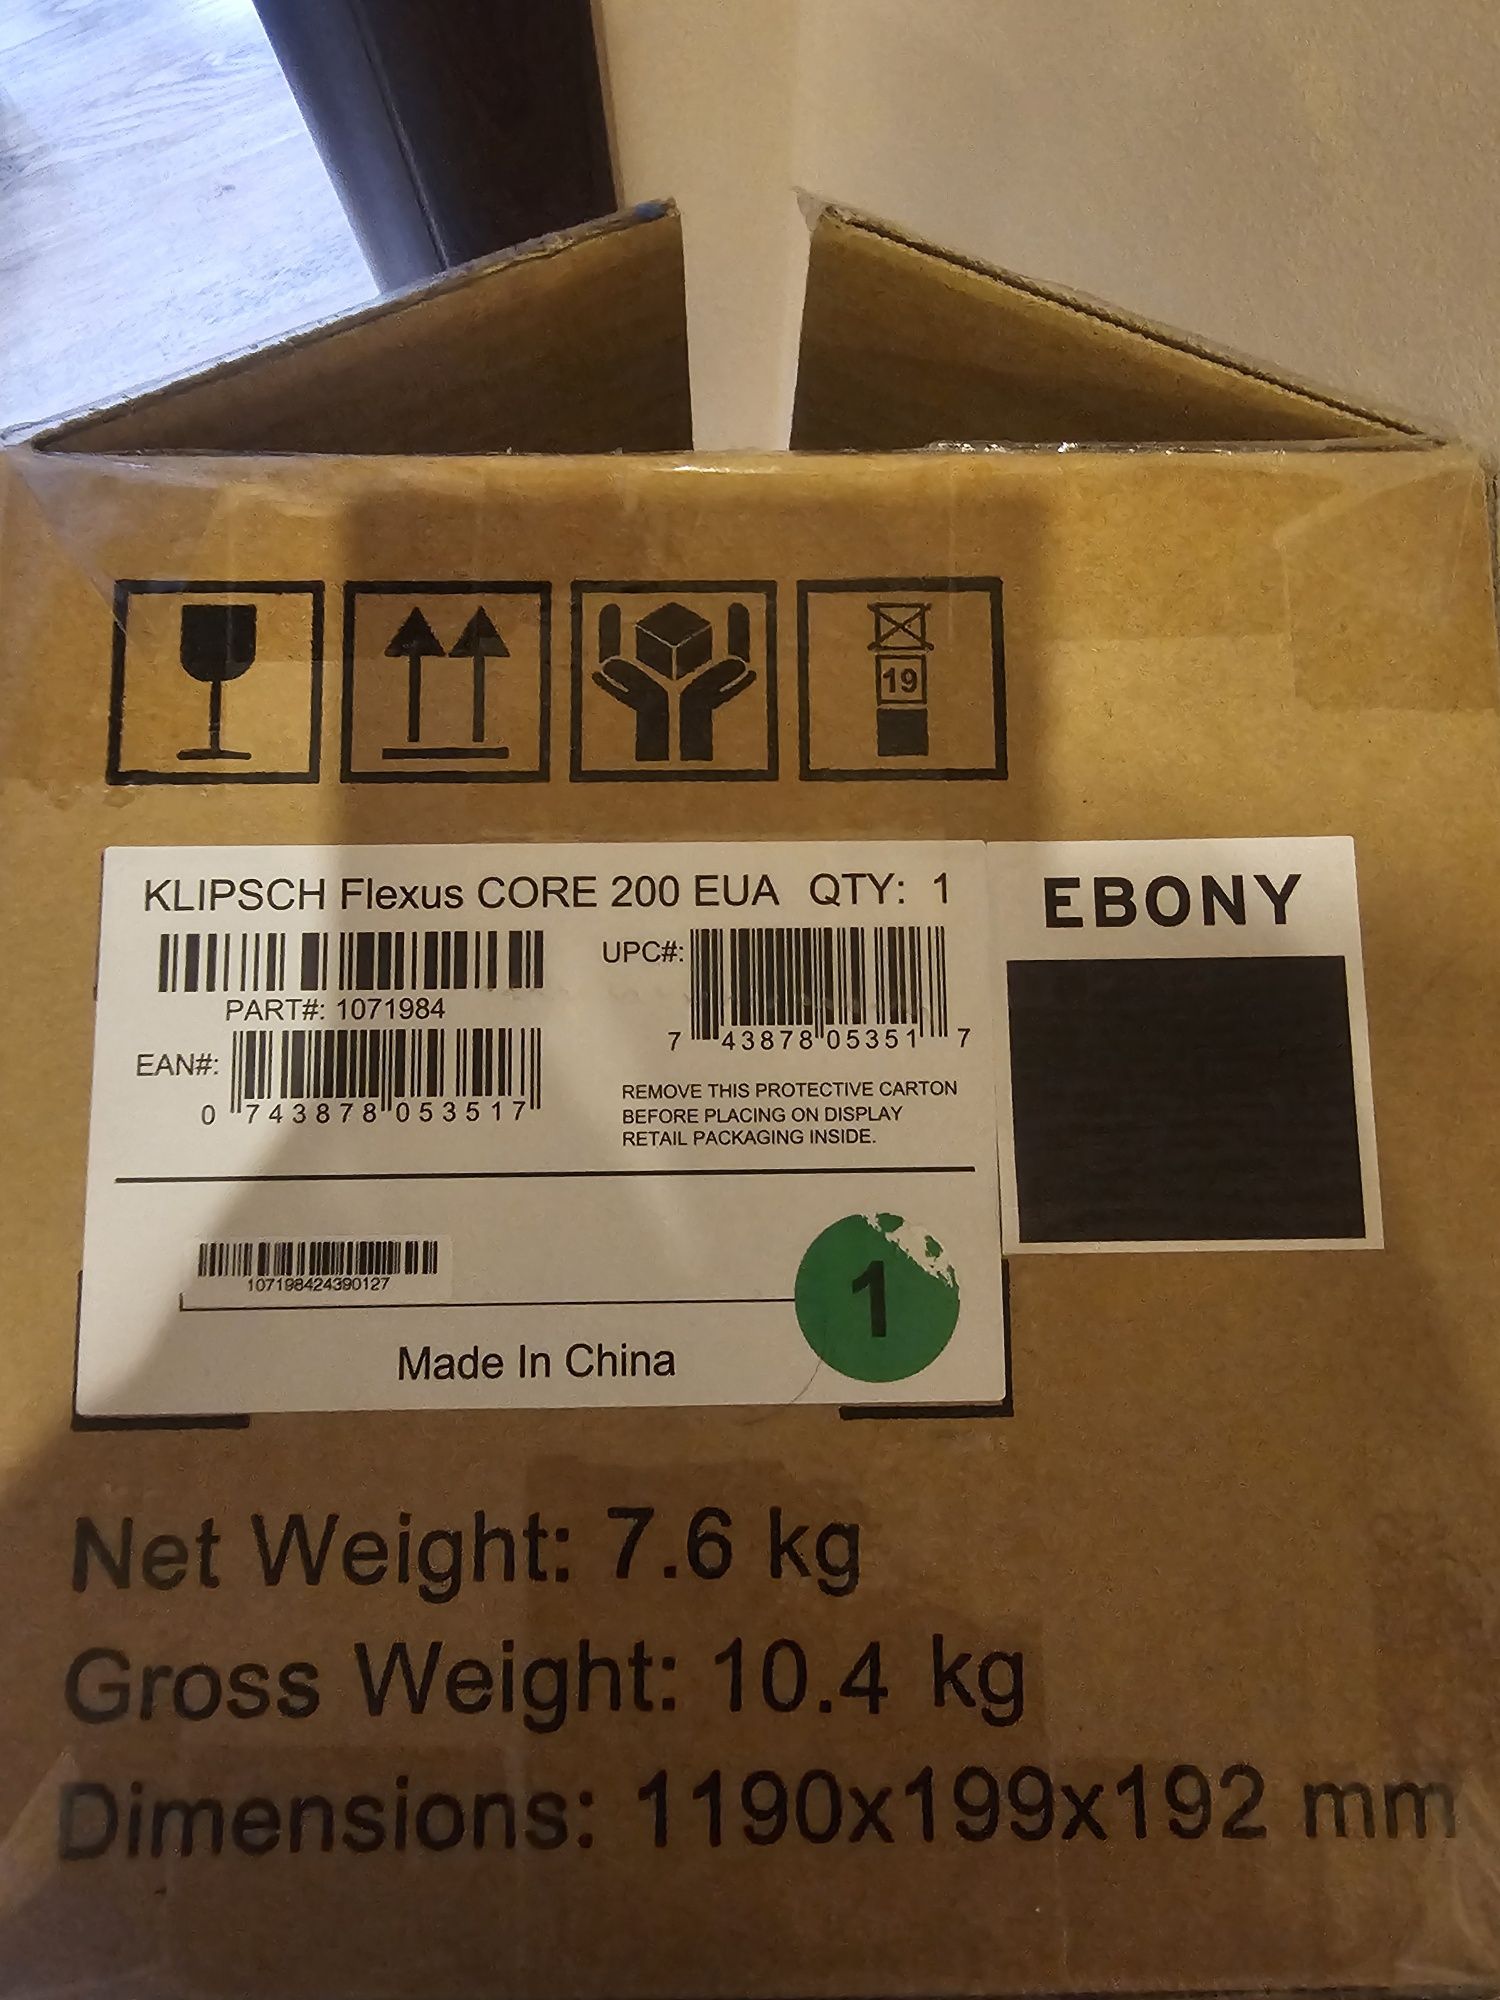 19
KLIPSCH Flexus CORE 200 EUA QTY: 1
EBONY
UPC#:
7 43878 05351 7
PART#: 1071984
EAN#:
0 743878 053517
REMOVE THIS PROTECTIVE CARTON
BEFORE PLACING ON DISPLAY
RETAIL PACKAGING INSIDE.
107198424390127
1
Made In China
Net Weight: 7.6 kg
Gross Weight: 10.4 kg
Dimensions: 1190x199x192 mm